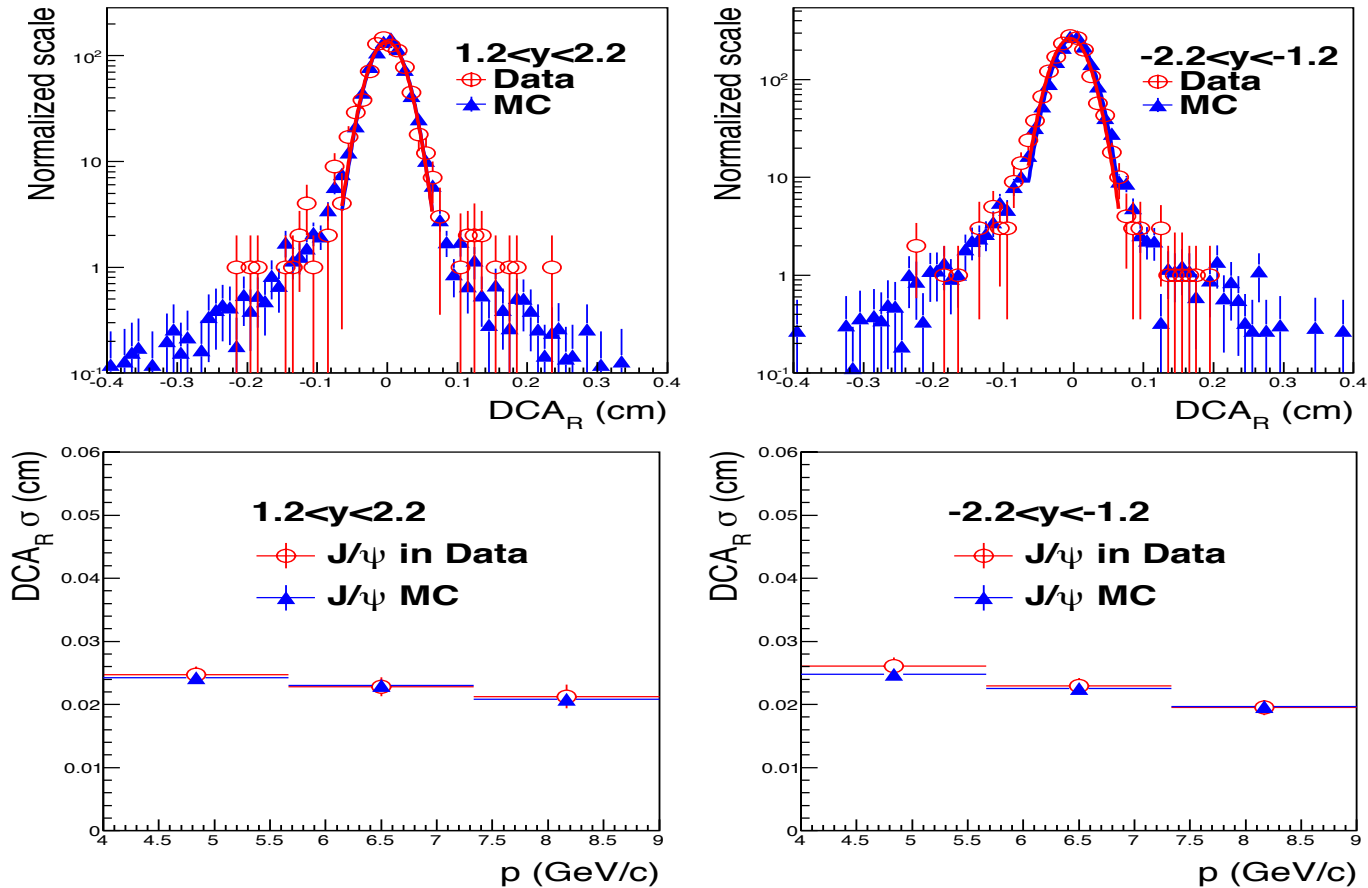 Normalized scale
10²
10
1
10⁻¹
1.2<y<2.2
Data
MC
-0.4 -0.3 -0.2 -0.1 0 0.1 0.2 0.3 0.4
DCA_R (cm)
Normalized scale
10²
10
1
10⁻¹
-2.2<y<-1.2
Data
MC
-0.4 -0.3 -0.2 -0.1 0 0.1 0.2 0.3 0.4
DCA_R (cm)
DCA_R σ (cm)
0.06
0.05
0.04
0.03
0.02
0.01
0
1.2<y<2.2
J/ψ in Data
J/ψ MC
4 4.5 5 5.5 6 6.5 7 7.5 8 8.5 9
p (GeV/c)
DCA_R σ (cm)
0.06
0.05
0.04
0.03
0.02
0.01
0
-2.2<y<-1.2
J/ψ in Data
J/ψ MC
4 4.5 5 5.5 6 6.5 7 7.5 8 8.5 9
p (GeV/c)